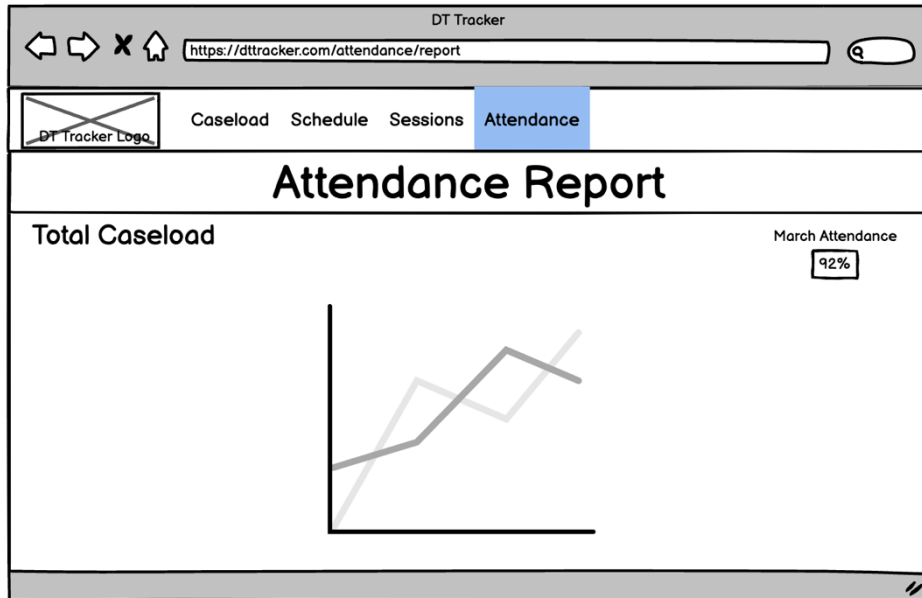 DT Tracker
https://dttracker.com/attendance/report
DT Tracker Logo
Caseload Schedule Sessions Attendance
Attendance Report
Total Caseload
March Attendance
92%